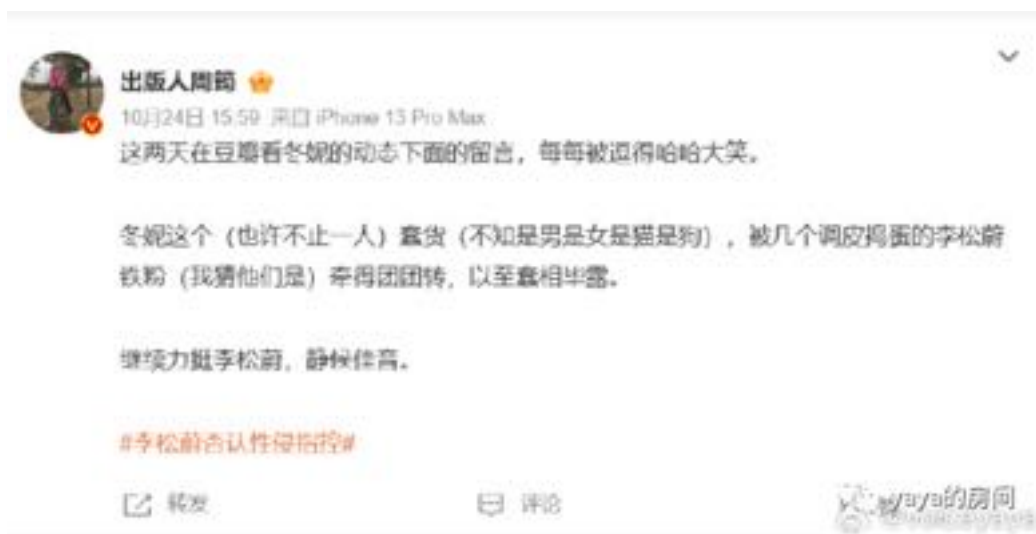 出版人周筠
10月24日 15:59 来自 iPhone 13 Pro Max
这两天在豆瓣看冬妮的动态下面的留言，每每被逗得哈哈大笑。
冬妮这个（也许不止一人）蠢货（不知是男是女是猫是狗），被几个调皮捣蛋的李松蔚
铁粉（我猜他们是）牵得团团转，以至蠢相毕露。
继续力挺李松蔚，静候佳音。
#李松蔚否认性侵指控#
转发
评论
yaya的房间